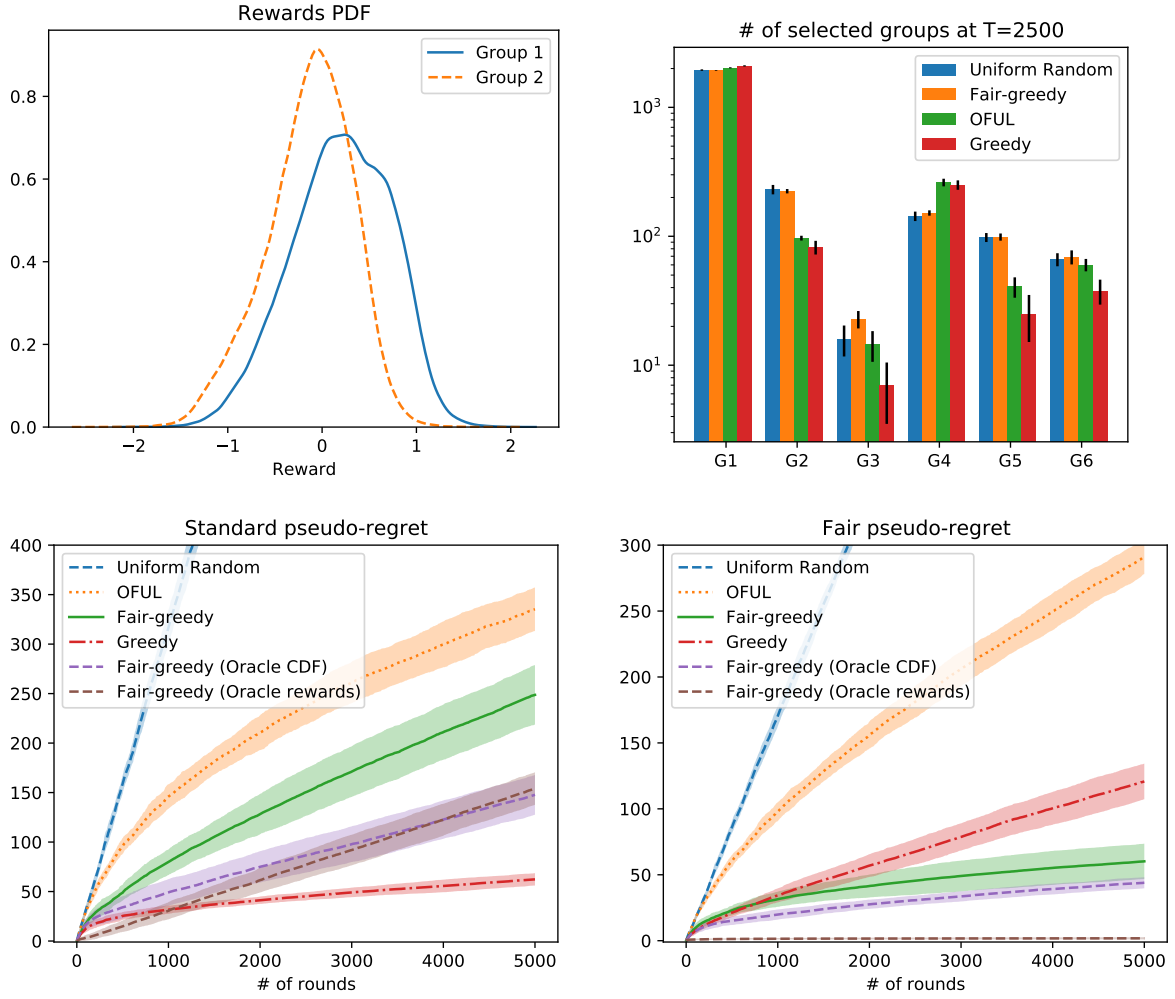 Rewards PDF
Group 1
Group 2
0.8
0.6
0.4
0.2
0.0
−2
−1
0
1
2
Reward
# of selected groups at T=2500
Uniform Random
Fair-greedy
OFUL
Greedy
10³
10²
10¹
G1
G2
G3
G4
G5
G6
Standard pseudo-regret
Uniform Random
OFUL
Fair-greedy
Greedy
Fair-greedy (Oracle CDF)
Fair-greedy (Oracle rewards)
400
350
300
250
200
150
100
50
0
0
1000
2000
3000
4000
5000
# of rounds
Fair pseudo-regret
Uniform Random
OFUL
Fair-greedy
Greedy
Fair-greedy (Oracle CDF)
Fair-greedy (Oracle rewards)
300
250
200
150
100
50
0
0
1000
2000
3000
4000
5000
# of rounds